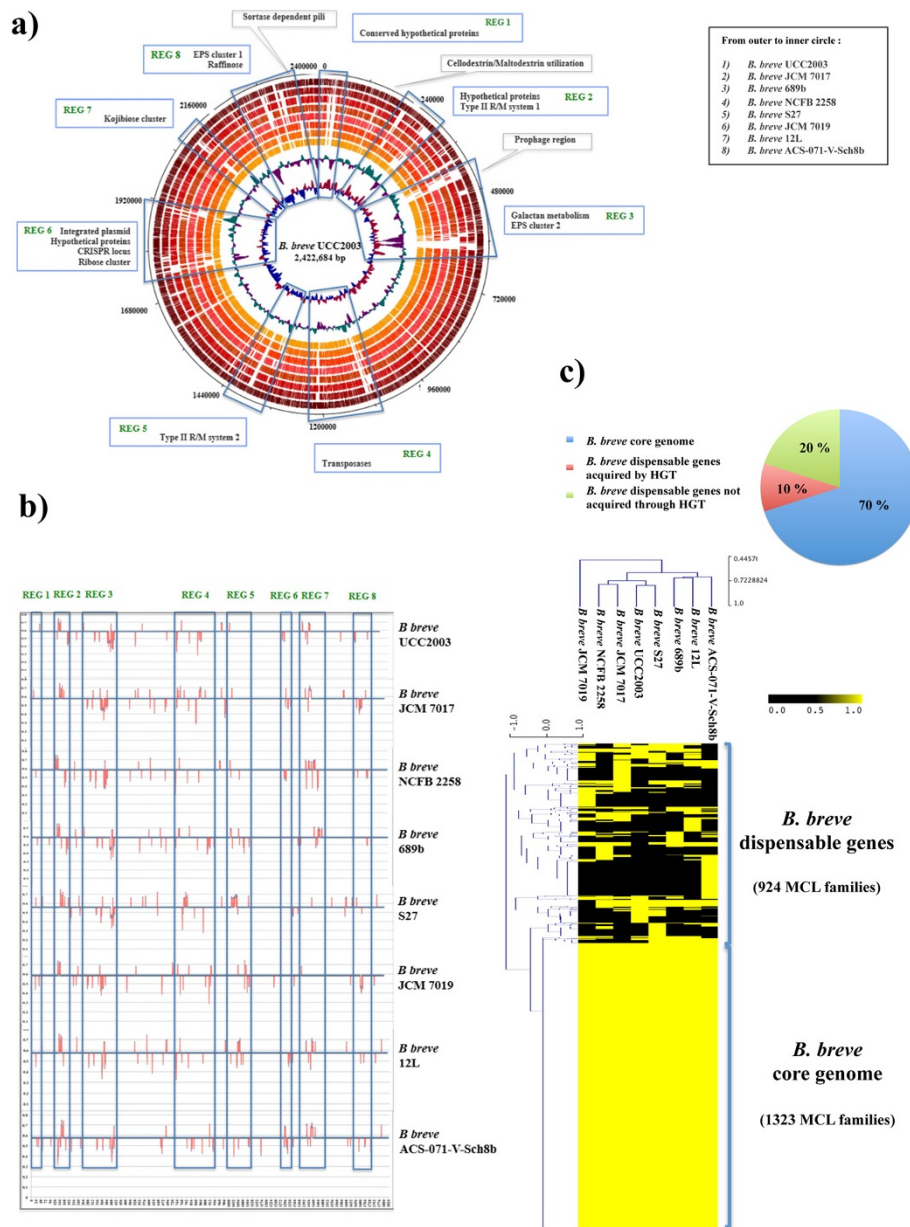 a)
REG 1
Conserved hypothetical proteins
Sortase dependent pili
REG 8 EPS cluster 1
Raffinose
Cellodextrin/Maltodextrin utilization
Hypothetical proteins REG 2
Type II R/M system 1
REG 7
Kojibiose cluster
Prophage region
REG 6 Integrated plasmid
Hypothetical proteins
CRISPR locus
Ribose cluster
Galactan metabolism REG 3
EPS cluster 2
REG 5
Type II R/M system 2
REG 4
Transposases
2400000 0
240000
480000
720000
960000
1200000
1440000
1680000
1920000
2160000
B. breve UCC2003
2,422,684 bp
From outer to inner circle :
1) B. breve UCC2003
2) B. breve JCM 7017
3) B. breve 689b
4) B. breve NCFB 2258
5) B. breve S27
6) B. breve JCM 7019
7) B. breve 12L
8) B. breve ACS-071-V-Sch8b
c)
B. breve core genome
B. breve dispensable genes
acquired by HGT
B. breve dispensable genes not
acquired through HGT
20 %
10 %
70 %
b)
REG 1 REG 2 REG 3 REG 4 REG 5 REG 6 REG 7 REG 8
B breve
UCC2003
B breve
JCM 7017
B breve
NCFB 2258
B breve
689b
B breve
S27
B breve
JCM 7019
B breve
12L
B breve
ACS-071-V-Sch8b
0.7228824
1.0
B breve JCM 7019
B breve NCFB 2258
B breve JCM 7017
B breve UCC2003
B breve S27
B breve 689b
B breve 12L
B breve ACS-071-V-Sch8b
0.0 0.5 1.0
-1.0
0.0
1.0
B. breve
dispensable genes
(924 MCL families)
B. breve
core genome
(1323 MCL families)